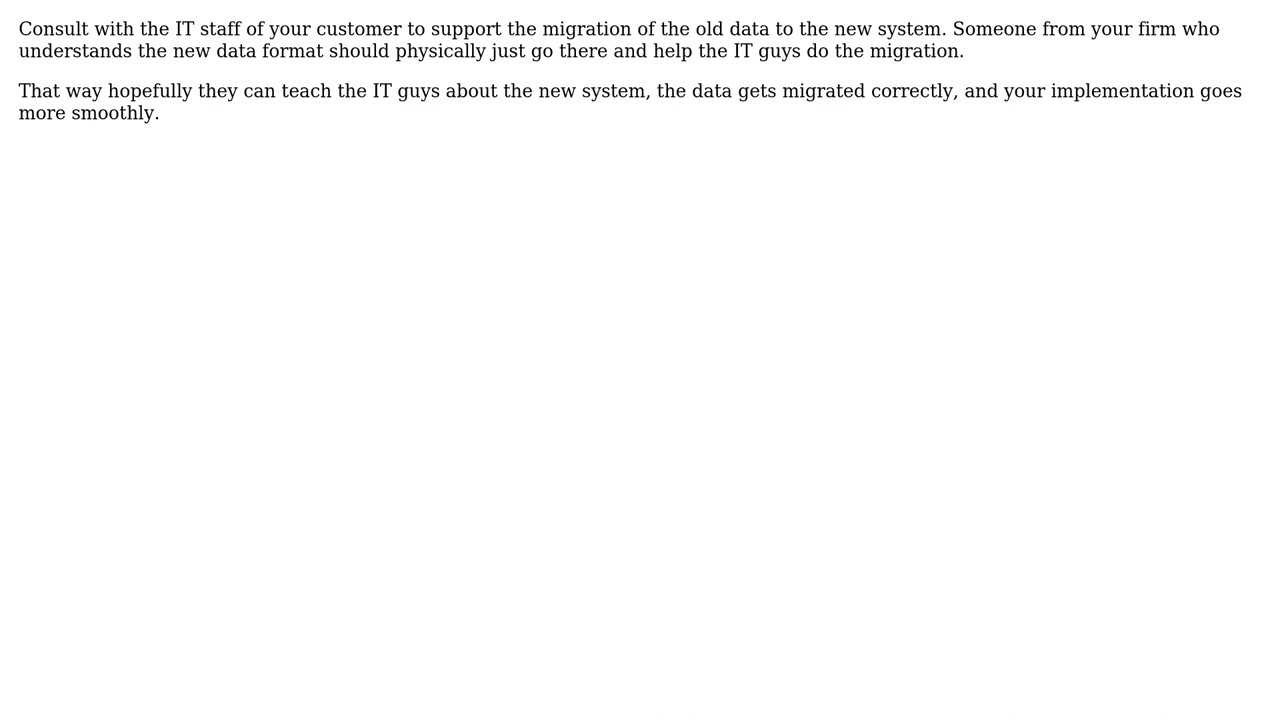 Consult with the IT staff of your customer to support the migration of the old data to the new system. Someone from your firm who
understands the new data format should physically just go there and help the IT guys do the migration.
That way hopefully they can teach the IT guys about the new system, the data gets migrated correctly, and your implementation goes
more smoothly.